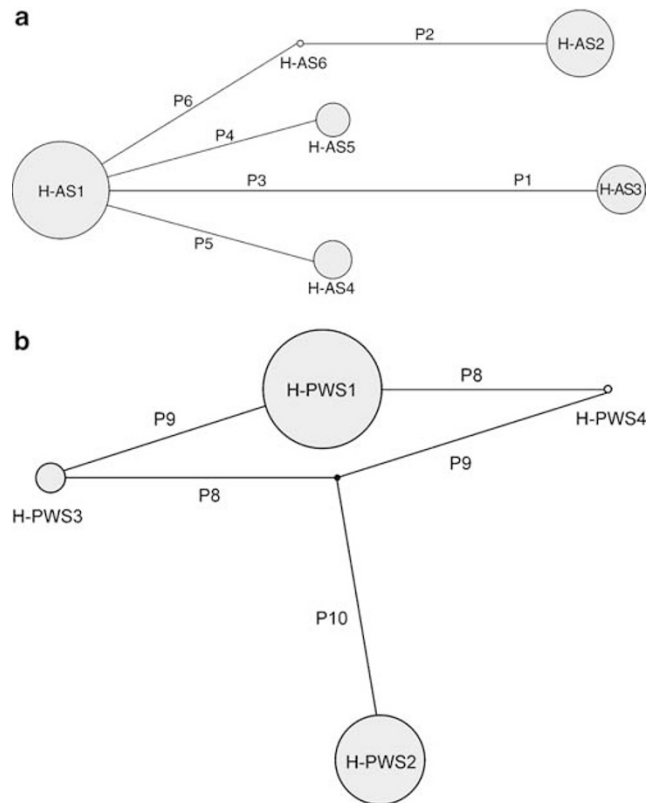 a
P2
H-AS2
H-AS6
P6
P4
H-AS5
H-AS1
P3
P1
H-AS3
P5
H-AS4
b
H-PWS1
P8
H-PWS4
P9
P9
P8
H-PWS3
P10
H-PWS2